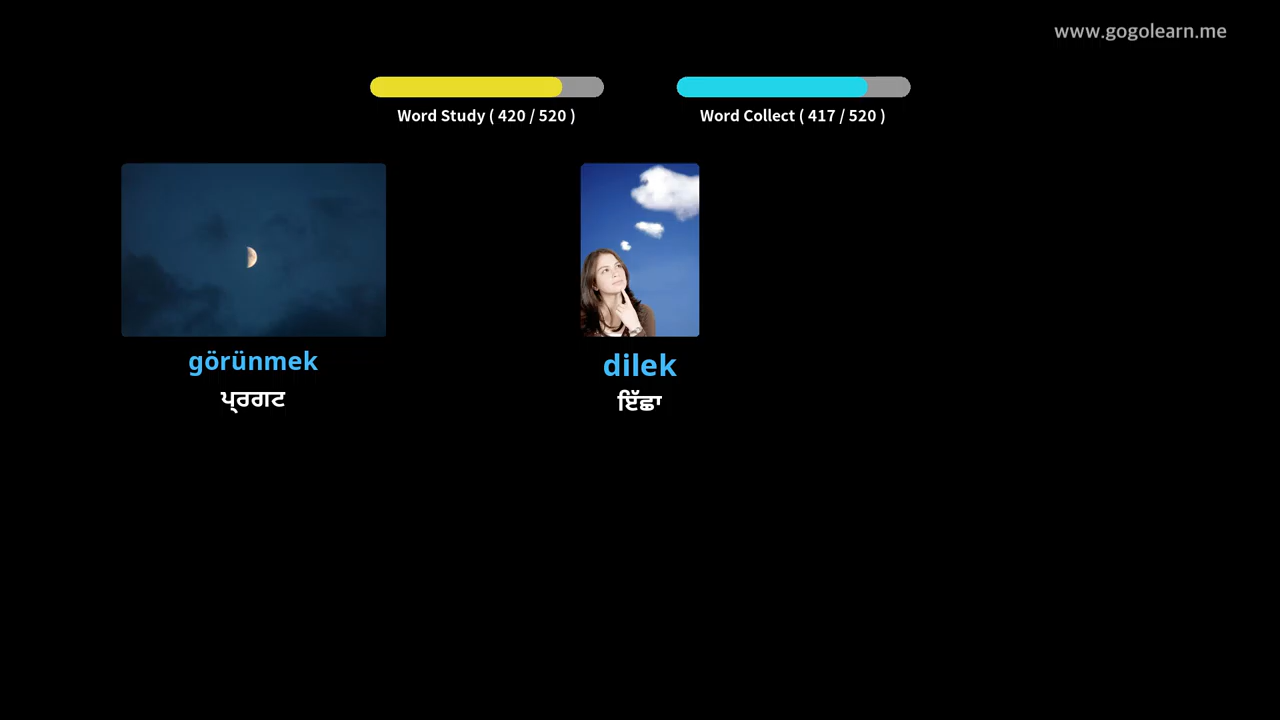 www.gogolearn.me
Word Study ( 420 / 520 )
Word Collect ( 417 / 520 )
görünmek
ਪ੍ਰਗਟ
dilek
ਇੱਛਾ